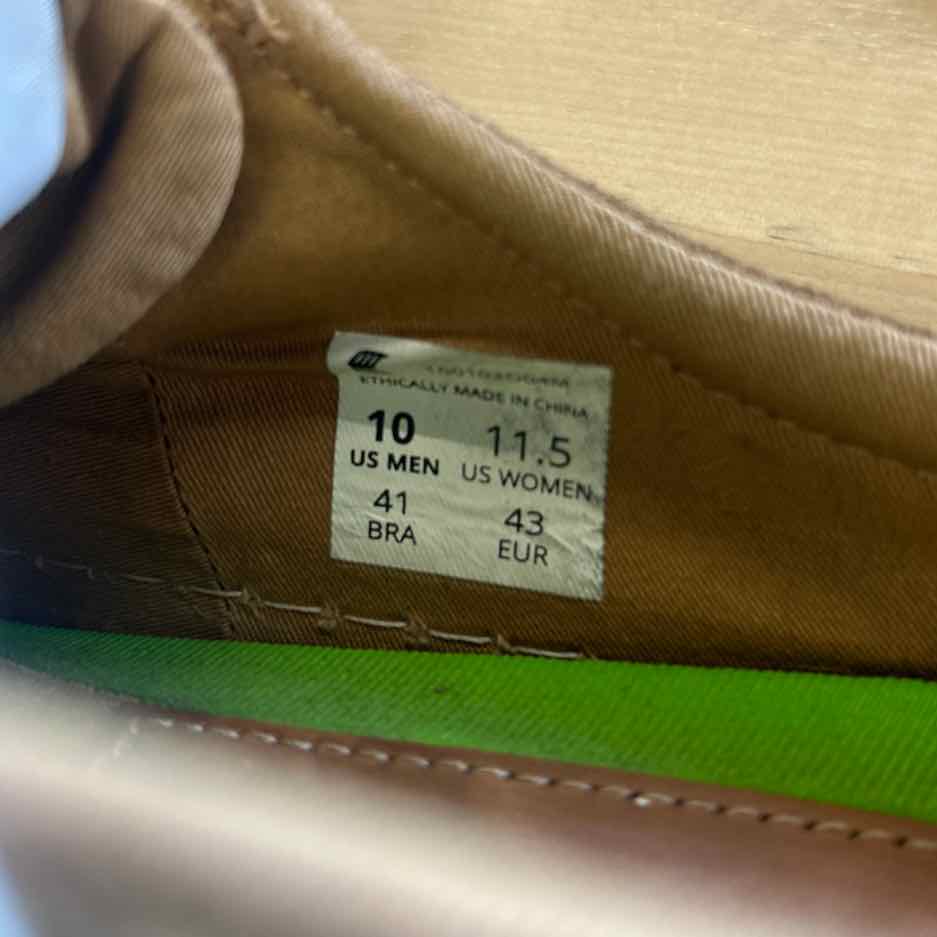 ETHICALLY MADE IN CHINA
10 11.5
US MEN US WOMEN
41 43
BRA EUR